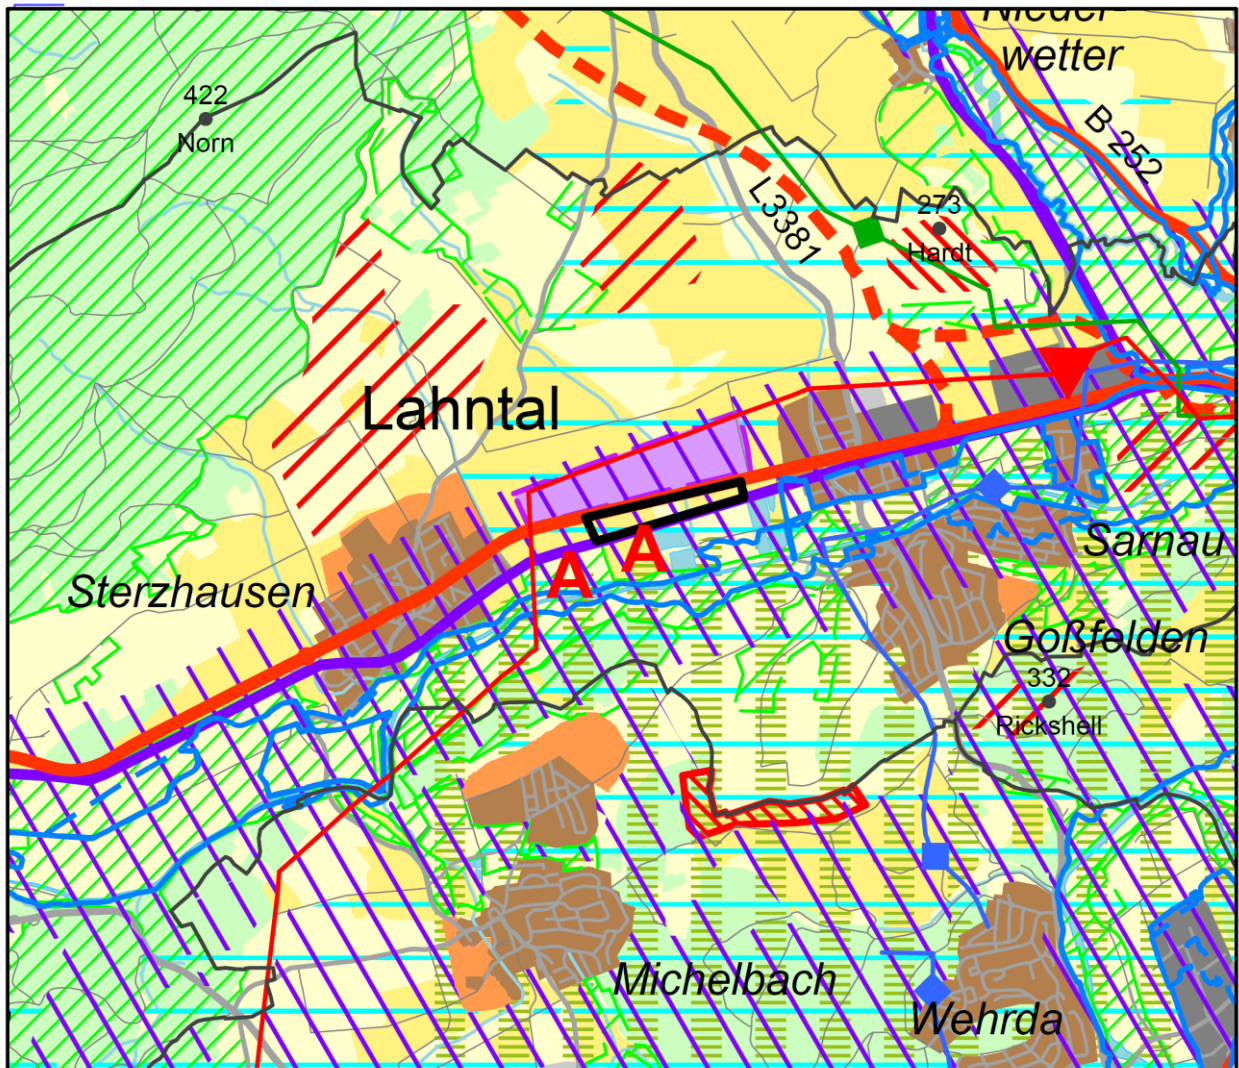 Nieder-
wetter
422
Norn
B 252
L3381
273
Hardt
Lahntal
Sterzhausen
A
A
Sarnau
Goßfelden
332
Rickshell
Michelbach
Wehrda